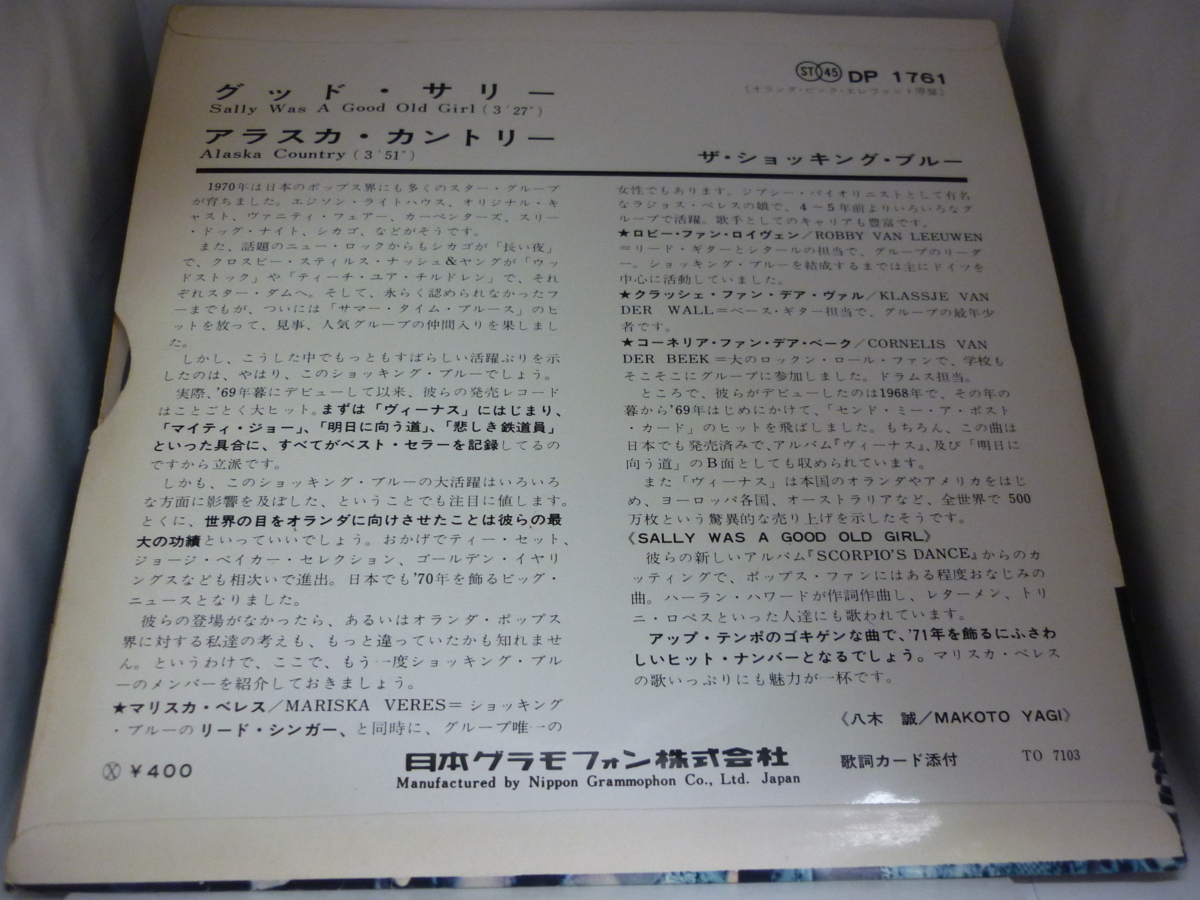 グッド・サリー
Sally Was A Good Old Girl (3´27″)
アラスカ・カントリー
Alaska Country (3´51″)
ST 45 DP 1761
[オランダ・ピンク・エレファント原盤]
ザ・ショッキング・ブルー
1970年は日本のポップス界にも多くのスター・グループ
が育ちました。エジソン・ライトハウス、オリジナル・キ
ャスト、ヴァニティ・フェアー、カーペンターズ、スリー
・ドッグ・ナイト、シカゴ、などがそうです。
また、話題のニュー・ロックからもシカゴが「長い夜」
で、クロスビー・スティルス・ナッシュ&ヤングが「ウッ
ドストック」や「ティーチ・ユア・チルドレン」で、それ
ぞれスター・ダムへ。そして、永らく認められなかったフ
ーまでもが、ついには「サマー・タイム・ブルース」のヒ
ットを放って、見事、人気グループの仲間入りを果しまし
た。
しかし、こうした中でもっともすばらしい活躍ぶりを示
したのは、やはり、このショッキング・ブルーでしょう。
実際、'69年暮にデビューして以来、彼らの発売レコード
はことごとく大ヒット。まずは「ヴィーナス」にはじまり、
「マイティ・ジョー」、「明日に向う道」、「悲しき鉄道員」
といった具合に、すべてがベスト・セラーを記録してるの
ですから立派です。
しかも、このショッキング・ブルーの大活躍はいろいろ
な方面に影響を及ぼした、ということでも注目に値します。
とくに、世界の目をオランダに向けさせたことは彼らの最
大の功績といっていいでしょう。おかげでティー・セット、
ジョージ・ベイカー・セレクション、ゴールデン・イヤリ
ングスなども相次いで進出。日本でも'70年を飾るビッグ・
ニュースとなりました。
彼らの登場がなかったら、あるいはオランダ・ポップス
界に対する私達の考えも、もっと違っていたかも知れませ
ん。というわけで、ここで、もう一度ショッキング・ブル
ーのメンバーを紹介しておきましょう。
★マリスカ・ベレス/MARISKA VERES=ショッキング
・ブルーのリード・シンガー、と同時に、グループ唯一の
女性でもあります。ジプシー・バイオリニストとして有名
なラジョス・ベレスの娘で、4〜5年前よりいろいろなグ
ループで活躍。歌手としてのキャリアも豊富です。
★ロビー・ファン・ロイヴェン/ROBBY VAN LEEUWEN
=リード・ギターとシタールの担当で、グループのリーダ
ー。ショッキング・ブルーを結成するまでは主にドイツを
中心に活動していました。
★クラッシェ・ファン・デア・ヴァル/KLASSJE VAN
DER WALL=ベース・ギター担当で、グループの最年少
者です。
★コーネリア・ファン・デア・ベーク/CORNELIS VAN
DER BEEK=大のロックン・ロール・ファンで、学校も
そこそこにグループに参加しました。ドラムス担当。
ところで、彼らがデビューしたのは1968年で、その年の
暮から'69年はじめにかけて、「センド・ミー・ア・ポスト
・カード」のヒットを飛ばしました。もちろん、この曲は
日本でも発売済みで、アルバム『ヴィーナス』、及び「明日に
向う道」のB面としても収められています。
また「ヴィーナス」は本国のオランダやアメリカをはじ
め、ヨーロッパ各国、オーストラリアなど、全世界で 500
万枚という驚異的な売り上げを示したそうです。
《SALLY WAS A GOOD OLD GIRL》
彼らの新しいアルバム『SCORPIO'S DANCE』からのカ
ッティングで、ポップス・ファンにはある程度おなじみの
曲。ハーラン・ハワードが作詞作曲し、レターメン、トリ
ニ・ロペスといった人達にも歌われています。
アップ・テンポのゴキゲンな曲で、'71年を飾るにふさわ
しいヒット・ナンバーとなるでしょう。マリスカ・ベレス
の歌いっぷりにも魅力が一杯です。
《八木 誠/MAKOTO YAGI》
Ⓧ ¥400
日本グラモフォン株式会社
Manufactured by Nippon Grammophon Co., Ltd. Japan
歌詞カード添付
TO 7103